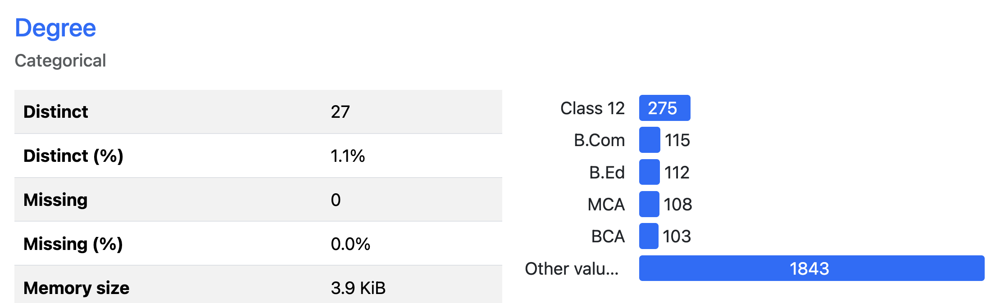 Degree
Categorical
Distinct 27
Distinct (%) 1.1%
Missing 0
Missing (%) 0.0%
Memory size 3.9 KiB
Class 12 275
B.Com 115
B.Ed 112
MCA 108
BCA 103
Other valu... 1843